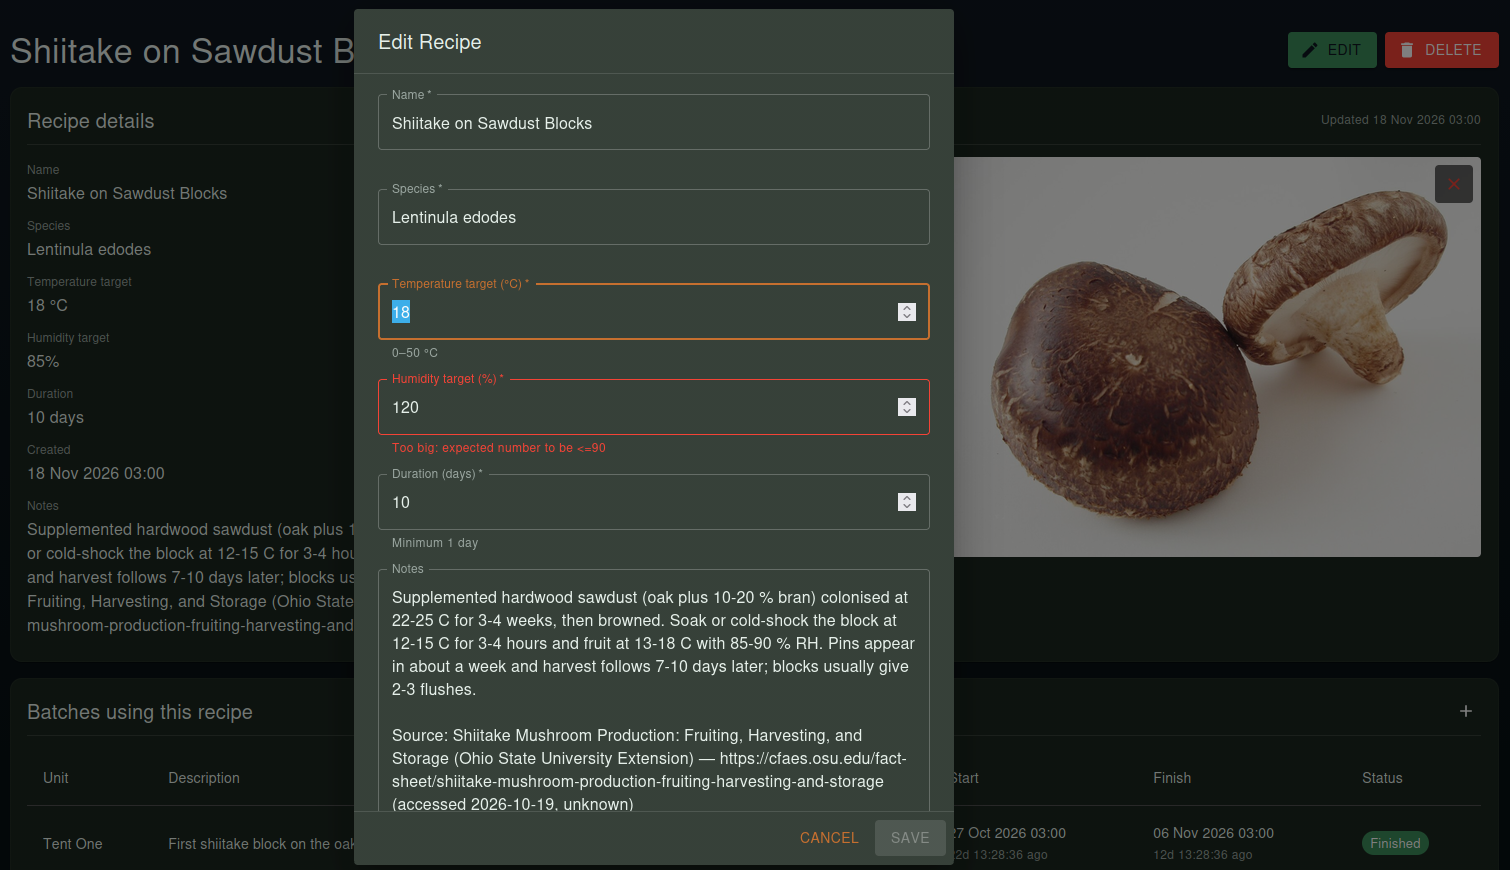 Shiitake on Sawdust B
EDIT
DELETE
Recipe details
Updated 18 Nov 2026 03:00
Name
Shiitake on Sawdust Blocks
Species
Lentinula edodes
Temperature target
18 °C
Humidity target
85%
Duration
10 days
Created
18 Nov 2026 03:00
Notes
Supplemented hardwood sawdust (oak plus 1
or cold-shock the block at 12-15 C for 3-4 hou
and harvest follows 7-10 days later; blocks us
Fruiting, Harvesting, and Storage (Ohio State
mushroom-production-fruiting-harvesting-and
Edit Recipe
Name *
Shiitake on Sawdust Blocks
Species *
Lentinula edodes
Temperature target (°C) *
18
0–50 °C
Humidity target (%) *
120
Too big: expected number to be <=90
Duration (days) *
10
Minimum 1 day
Notes
Supplemented hardwood sawdust (oak plus 10-20 % bran) colonised at
22-25 C for 3-4 weeks, then browned. Soak or cold-shock the block at
12-15 C for 3-4 hours and fruit at 13-18 C with 85-90 % RH. Pins appear
in about a week and harvest follows 7-10 days later; blocks usually give
2-3 flushes.
Source: Shiitake Mushroom Production: Fruiting, Harvesting, and
Storage (Ohio State University Extension) — https://cfaes.osu.edu/fact-
sheet/shiitake-mushroom-production-fruiting-harvesting-and-storage
(accessed 2026-10-19, unknown)
CANCEL
SAVE
Batches using this recipe
Unit
Description
Start
Finish
Status
Tent One
First shiitake block on the oak
27 Oct 2026 03:00
22d 13:28:36 ago
06 Nov 2026 03:00
12d 13:28:36 ago
Finished